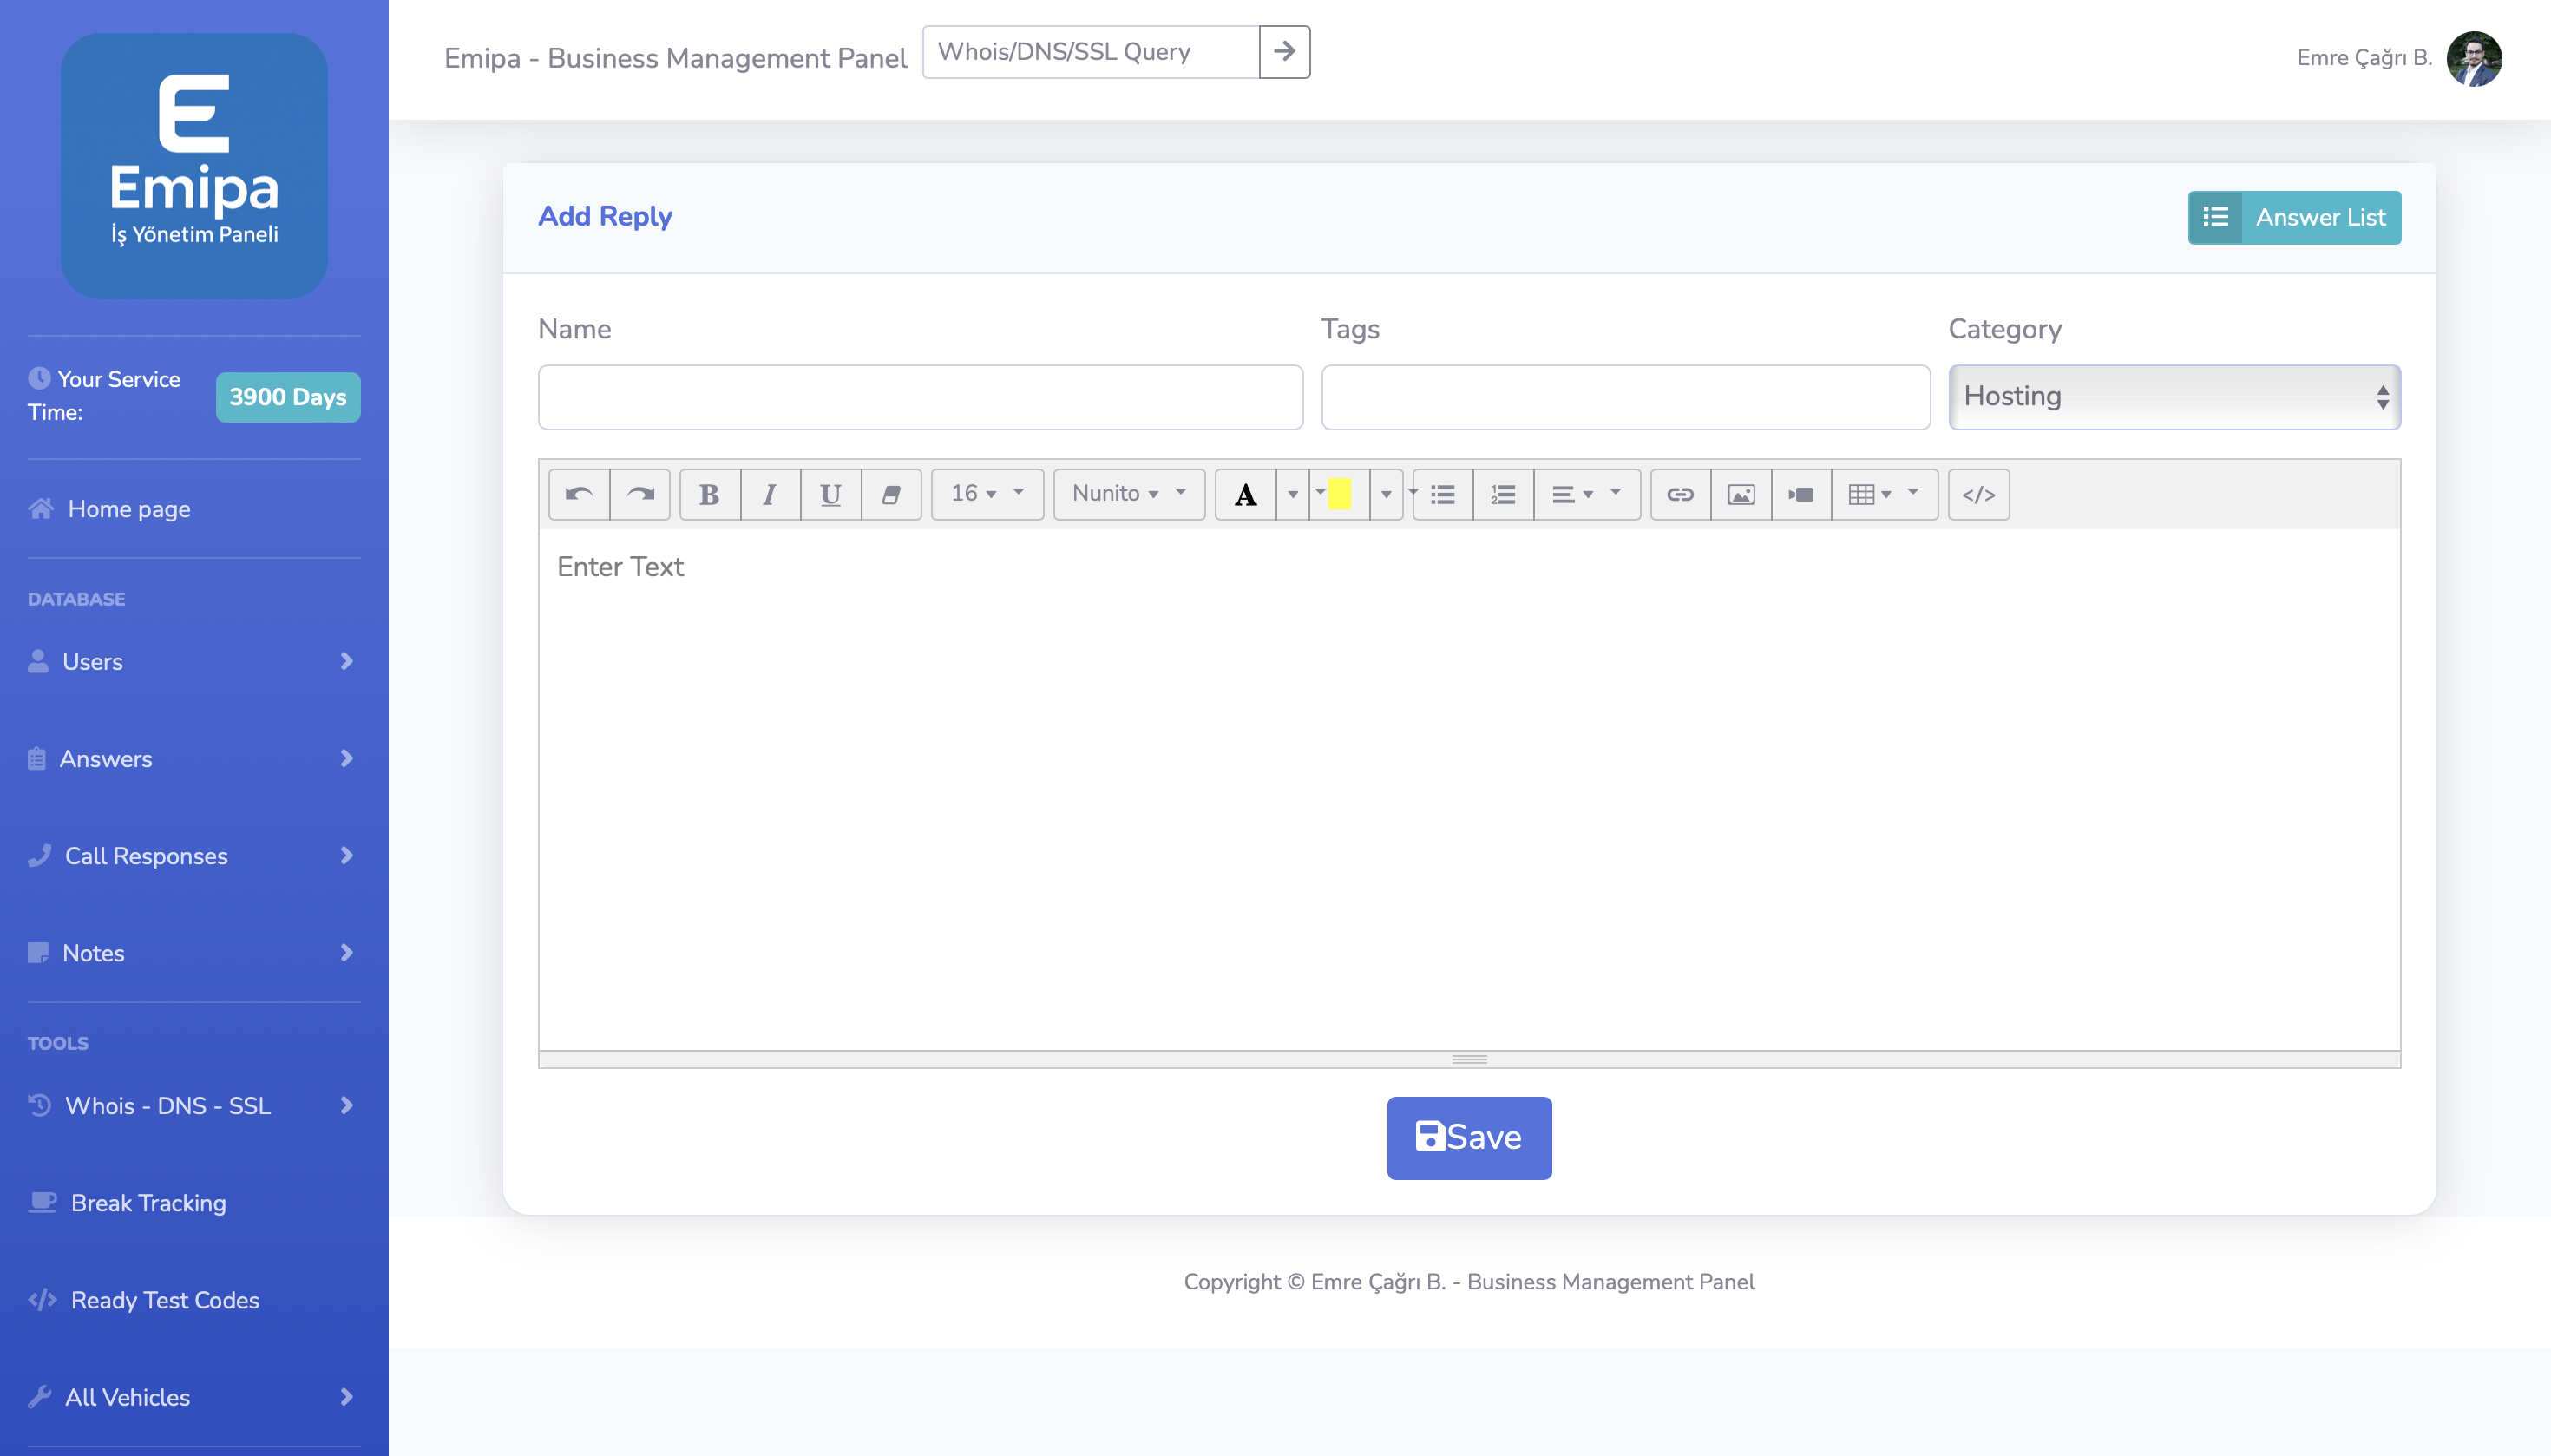 Emipa
İş Yönetim Paneli
Your Service
Time:
3900 Days
Home page
DATABASE
Users
Answers
Call Responses
Notes
TOOLS
Whois - DNS - SSL
Break Tracking
Ready Test Codes
All Vehicles
Emipa - Business Management Panel
Whois/DNS/SSL Query
Emre Çağrı B.
Add Reply
Answer List
Name
Tags
Category
Hosting
B I U 16 Nunito A </>
Enter Text
Save
Copyright © Emre Çağrı B. - Business Management Panel